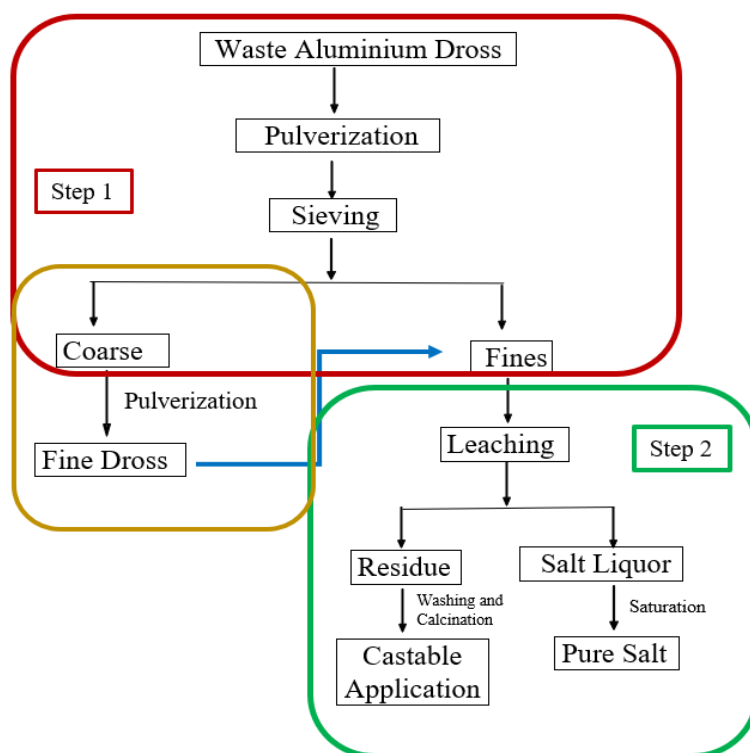 Waste Aluminium Dross
Pulverization
Step 1
Sieving
Coarse
Fines
Pulverization
Fine Dross
Leaching
Step 2
Residue
Salt Liquor
Washing and
Calcination
Saturation
Castable
Application
Pure Salt